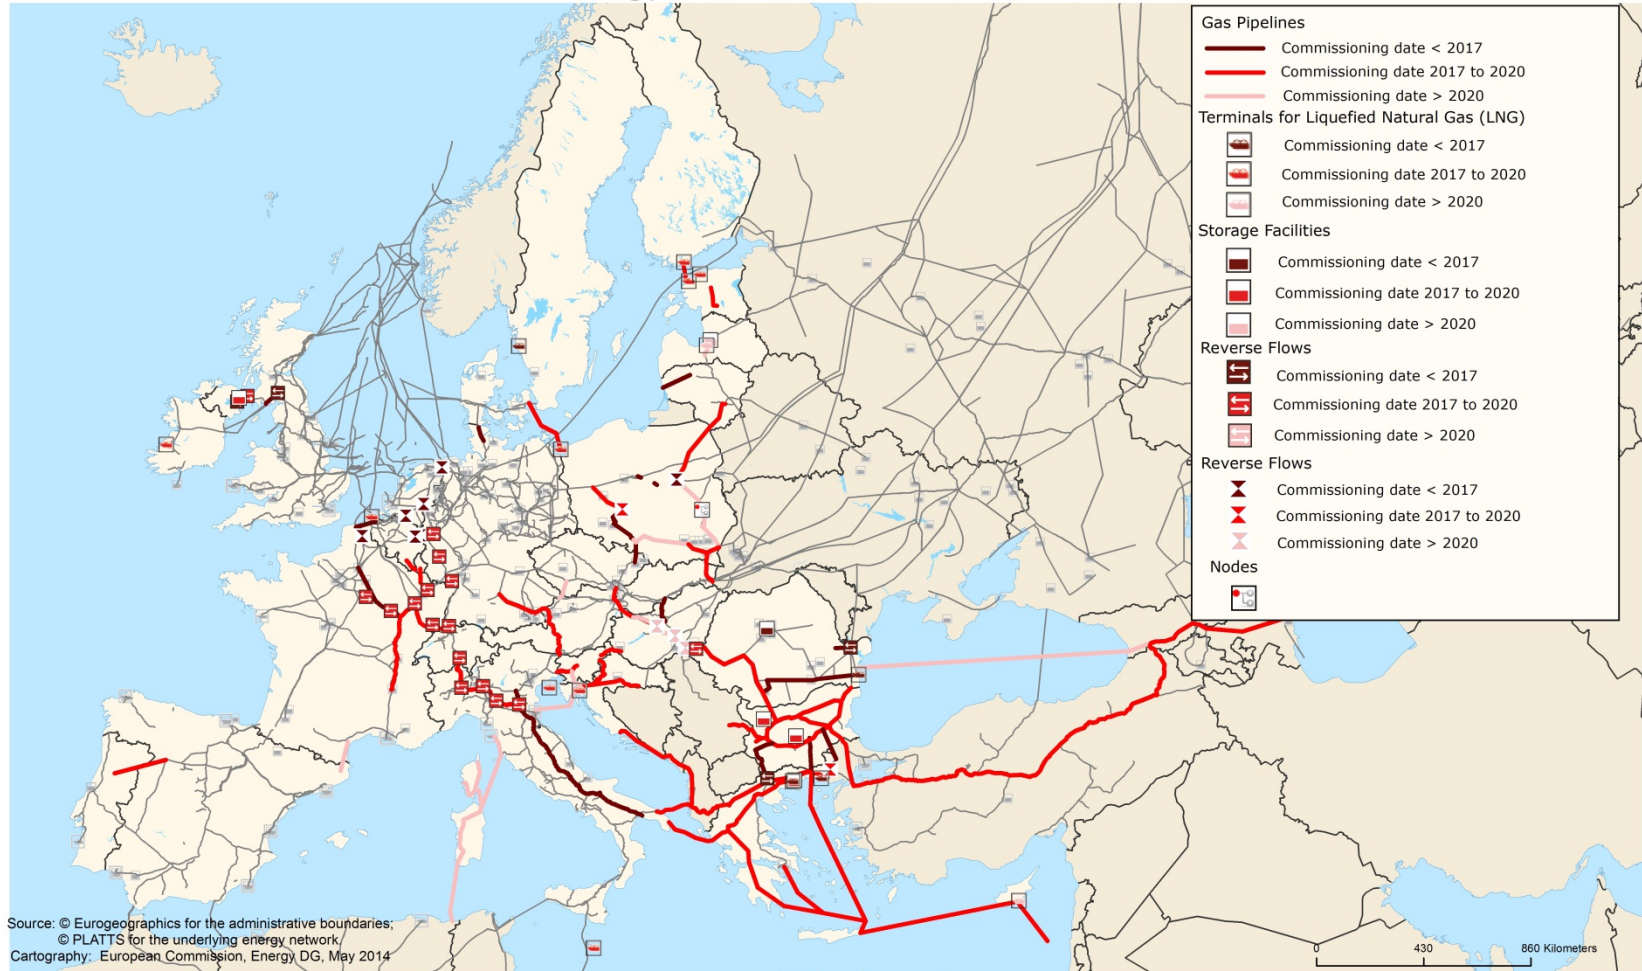 Gas Pipelines
Commissioning date < 2017
Commissioning date 2017 to 2020
Commissioning date > 2020
Terminals for Liquefied Natural Gas (LNG)
Commissioning date < 2017
Commissioning date 2017 to 2020
Commissioning date > 2020
Storage Facilities
Commissioning date < 2017
Commissioning date 2017 to 2020
Commissioning date > 2020
Reverse Flows
Commissioning date < 2017
Commissioning date 2017 to 2020
Commissioning date > 2020
Reverse Flows
Commissioning date < 2017
Commissioning date 2017 to 2020
Commissioning date > 2020
Nodes
Source: © Eurogeographics for the administrative boundaries;
© PLATTS for the underlying energy network.
Cartography: European Commission, Energy DG, May 2014
0 430 860 Kilometers